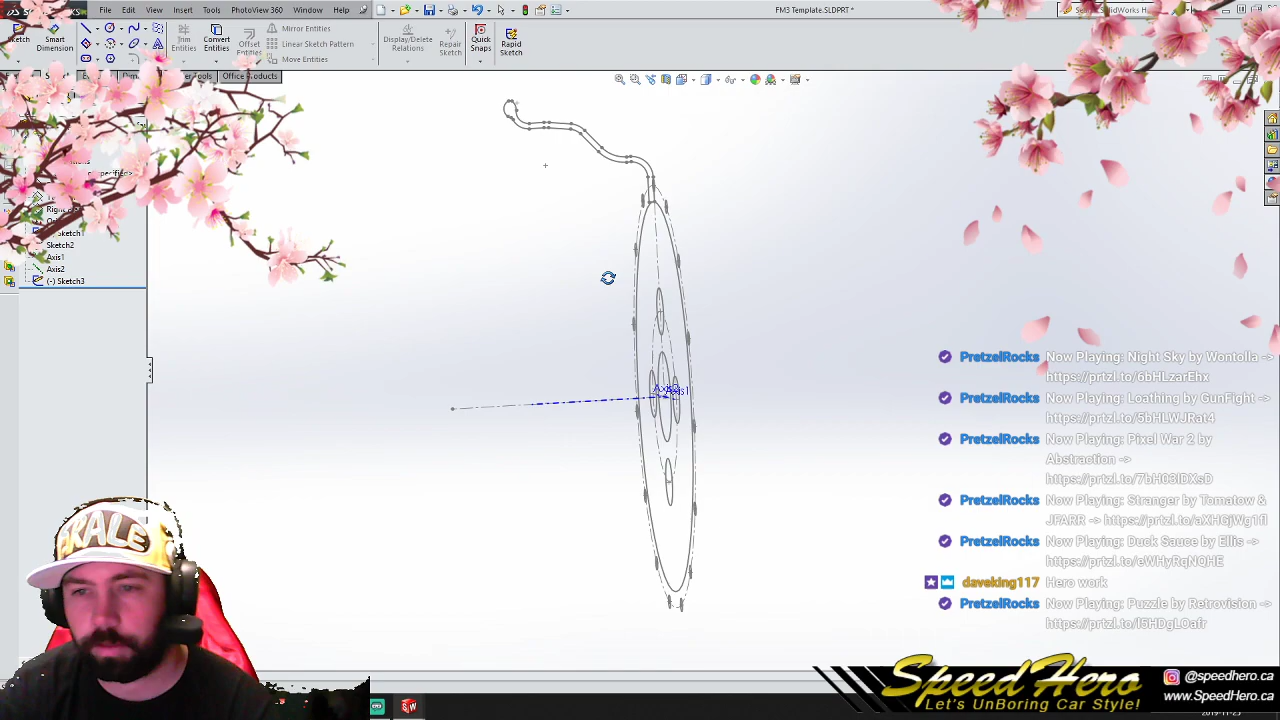 File Edit View Insert Tools PhotoView 360 Window Help
FM3 Template.SLDPRT *
Smart Dimension
Trim Entities
Convert Entities
Offset Entities
Mirror Entities
Linear Sketch Pattern
Move Entities
Display/Delete Relations
Repair Sketch
Quick Snaps
Rapid Sketch
Office Products
Sketch1
Sketch2
Axis1
Axis2
(-) Sketch3
Axis1
PretzelRocks Now Playing: Night Sky by Wontolla ->
https://prtzl.to/6bHLzarEhx
PretzelRocks Now Playing: Loathing by GunFight ->
https://prtzl.to/5bHLWJRat4
PretzelRocks Now Playing: Pixel War 2 by
Abstraction ->
https://prtzl.to/7bH03lDXsD
PretzelRocks Now Playing: Stranger by Tomatow &
JFARR -> https://prtzl.to/aXHGjWg1fl
PretzelRocks Now Playing: Duck Sauce by Ellis ->
https://prtzl.to/eWHyRqNQHE
daveking117 Hero work
PretzelRocks Now Playing: Puzzle by Retrovision ->
https://prtzl.to/l5HDgLOafr
SpeedHero
Let's UnBoring Car Style!
@speedhero.ca
www.SpeedHero.ca